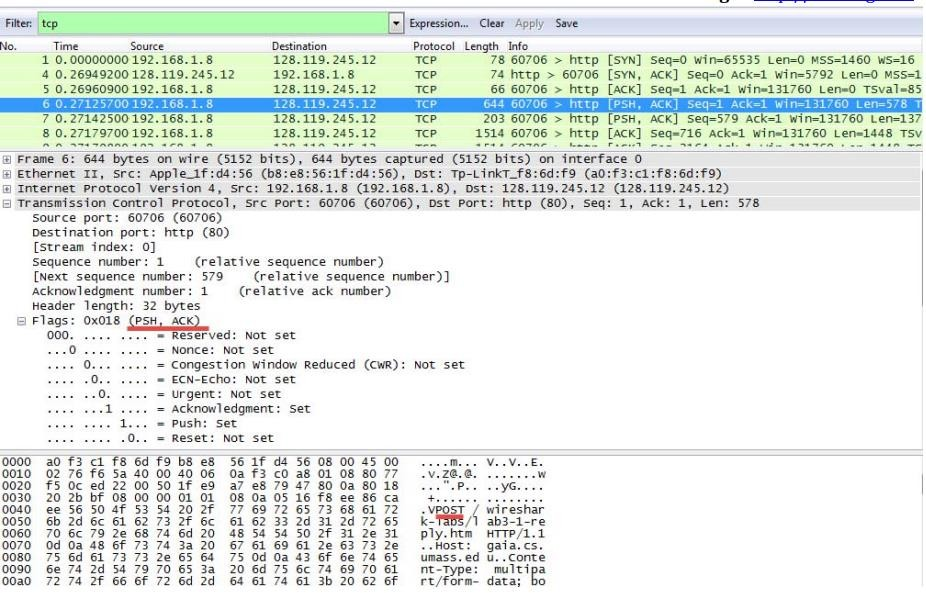 Filter: tcp Expression... Clear Apply Save
No. Time Source Destination Protocol Length Info
1 0.00000000 192.168.1.8 128.119.245.12 TCP 78 60706 > http [SYN] Seq=0 Win=65535 Len=0 MSS=1460 WS=16
4 0.26949200 128.119.245.12 192.168.1.8 TCP 74 http > 60706 [SYN, ACK] Seq=0 Ack=1 Win=5792 Len=0 MSS=1
5 0.26960900 192.168.1.8 128.119.245.12 TCP 66 60706 > http [ACK] Seq=1 Ack=1 Win=131760 Len=0 TSval=85
6 0.27125700 192.168.1.8 128.119.245.12 TCP 644 60706 > http [PSH, ACK] Seq=1 Ack=1 Win=131760 Len=578 T
7 0.27142500 192.168.1.8 128.119.245.12 TCP 203 60706 > http [PSH, ACK] Seq=579 Ack=1 Win=131760 Len=137
8 0.27179700 192.168.1.8 128.119.245.12 TCP 1514 60706 > http [ACK] Seq=716 Ack=1 Win=131760 Len=1448 TSV
Frame 6: 644 bytes on wire (5152 bits), 644 bytes captured (5152 bits) on interface 0
Ethernet II, Src: Apple_1f:d4:56 (b8:e8:56:1f:d4:56), Dst: Tp-LinkT_f8:6d:f9 (a0:f3:c1:f8:6d:f9)
Internet Protocol Version 4, Src: 192.168.1.8 (192.168.1.8), Dst: 128.119.245.12 (128.119.245.12)
Transmission Control Protocol, Src Port: 60706 (60706), Dst Port: http (80), Seq: 1, Ack: 1, Len: 578
Source port: 60706 (60706)
Destination port: http (80)
[Stream index: 0]
Sequence number: 1 (relative sequence number)
[Next sequence number: 579 (relative sequence number)]
Acknowledgment number: 1 (relative ack number)
Header length: 32 bytes
Flags: 0x018 (PSH, ACK)
000. .... .... = Reserved: Not set
...0 .... .... = Nonce: Not set
.... 0... .... = Congestion Window Reduced (CWR): Not set
.... .0.. .... = ECN-Echo: Not set
.... ..0. .... = Urgent: Not set
.... ...1 .... = Acknowledgment: Set
.... .... 1... = Push: Set
.... .... .0.. = Reset: Not set
0000 a0 f3 c1 f8 6d f9 b8 e8 56 1f d4 56 08 00 45 00 ....m... V..V..E.
0010 02 76 f6 5a 40 00 40 06 0a f3 c0 a8 01 08 80 77 .v.Z@.@. .......w
0020 f5 0c ed 22 00 50 1f e9 a7 e8 79 47 80 0a 80 18 ...".P.. ..yG....
0030 20 2b bf 08 00 00 01 01 08 0a 05 16 f8 ee 86 ca +...... ........
0040 ee 56 50 4f 53 54 20 2f 77 69 72 65 73 68 61 72 .VPOST / wireshar
0050 6b 2d 6c 61 62 73 2f 6c 61 62 33 2d 31 2d 72 65 k-labs/l ab3-1-re
0060 70 6c 79 2e 68 74 6d 20 48 54 54 50 2f 31 2e 31 ply.htm HTTP/1.1
0070 0d 0a 48 6f 73 74 3a 20 67 61 69 61 2e 63 73 2e ..Host: gaia.cs.
0080 75 6d 61 73 73 2e 65 64 75 0d 0a 43 6f 6e 74 65 umass.ed u..Conte
0090 6e 74 2d 54 79 70 65 3a 20 6d 75 6c 74 69 70 61 nt-Type: multipa
00a0 72 74 2f 66 6f 72 6d 2d 64 61 74 61 3b 20 62 6f rt/form- data; bo